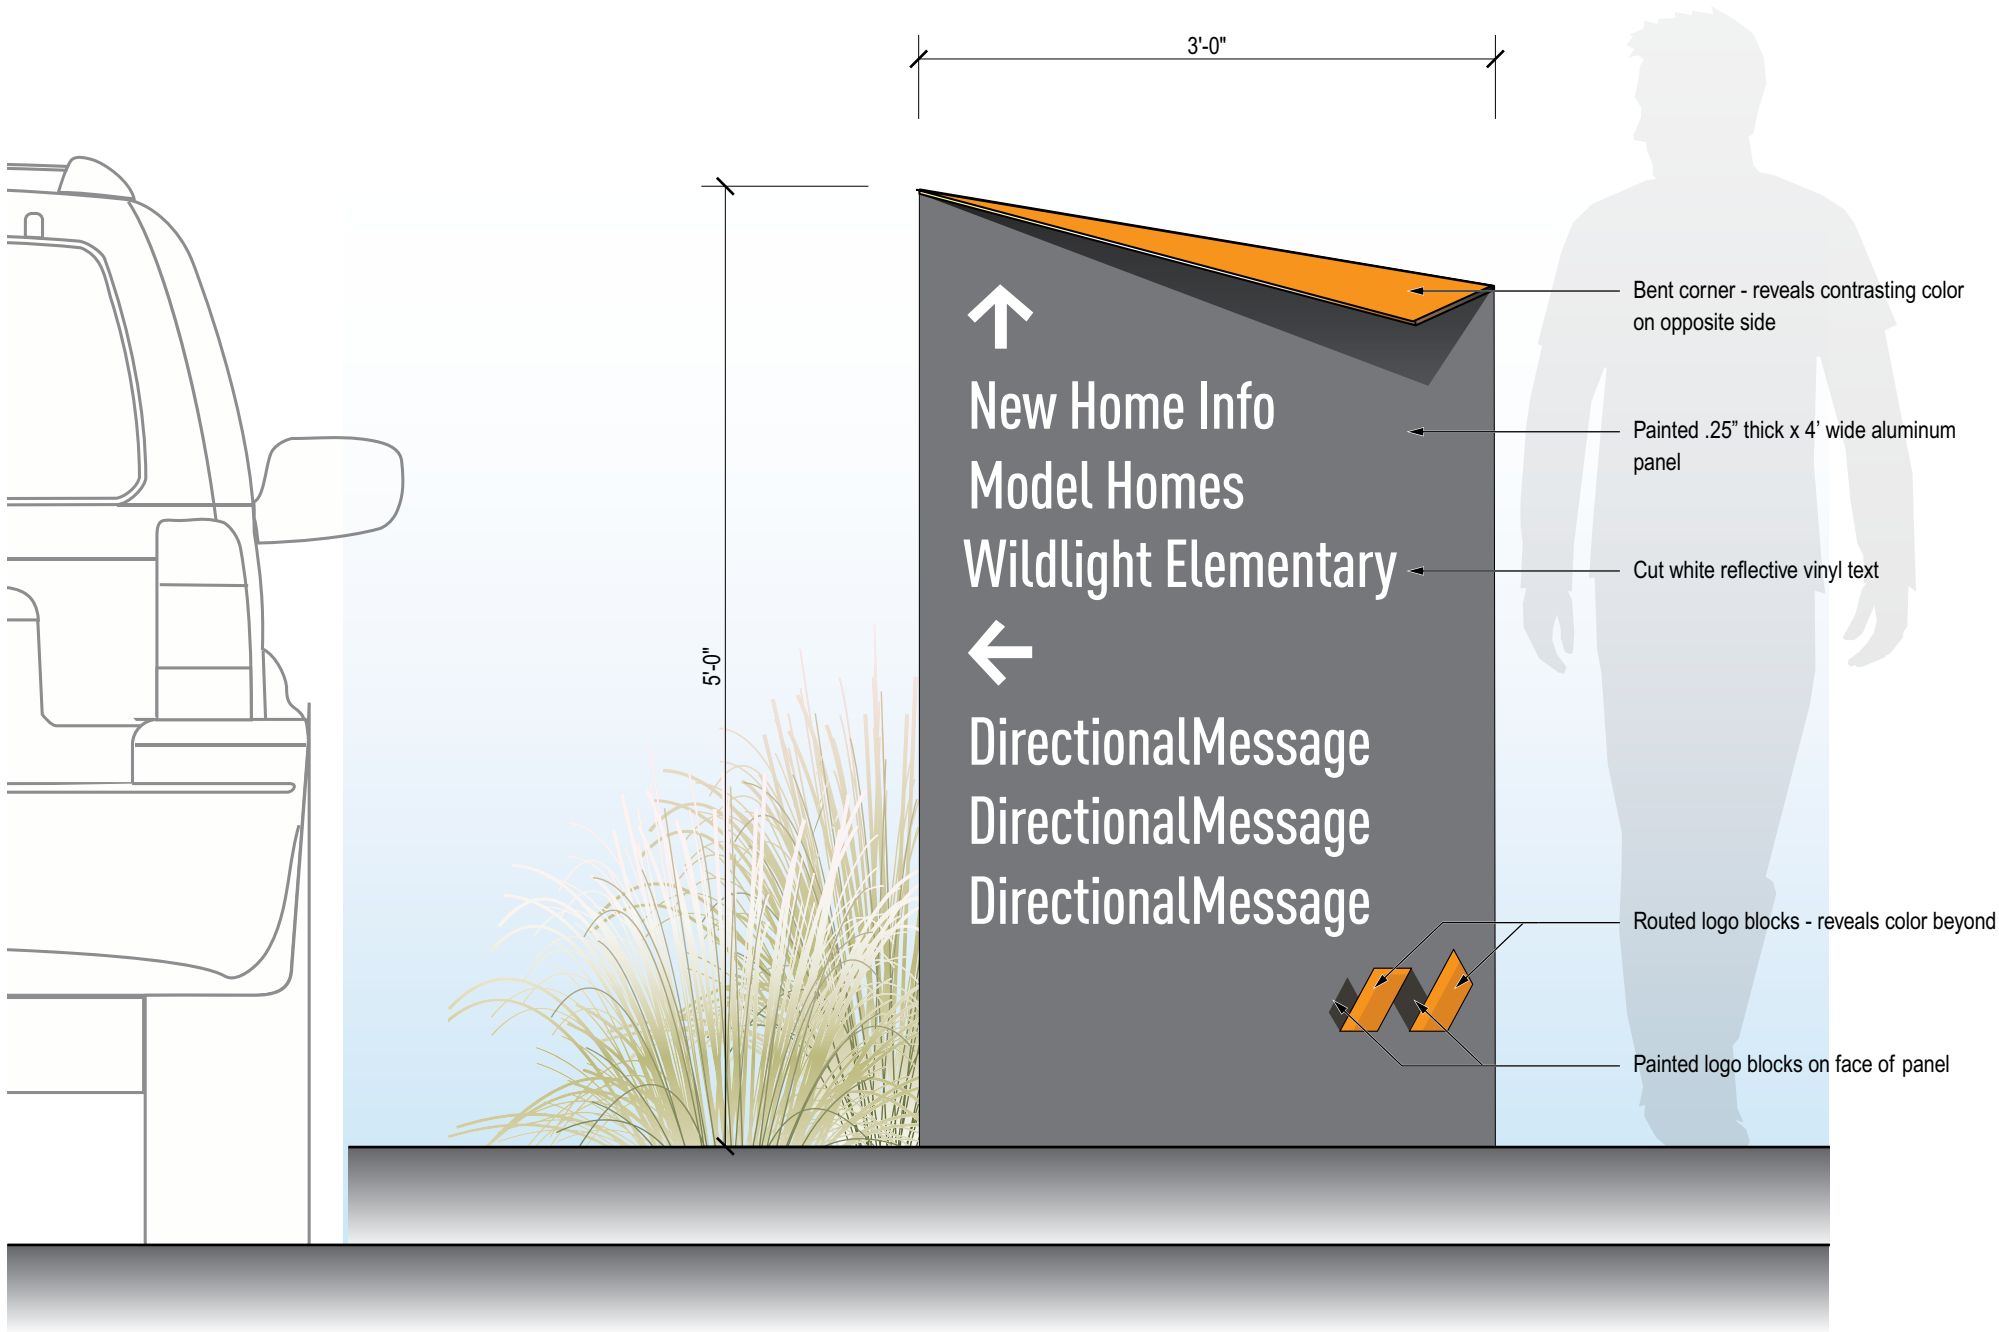 3'-0"
5'-0"
New Home Info
Model Homes
Wildlight Elementary
DirectionalMessage
DirectionalMessage
DirectionalMessage
Bent corner - reveals contrasting color
on opposite side
Painted .25” thick x 4’ wide aluminum
panel
Cut white reflective vinyl text
Routed logo blocks - reveals color beyond
Painted logo blocks on face of panel